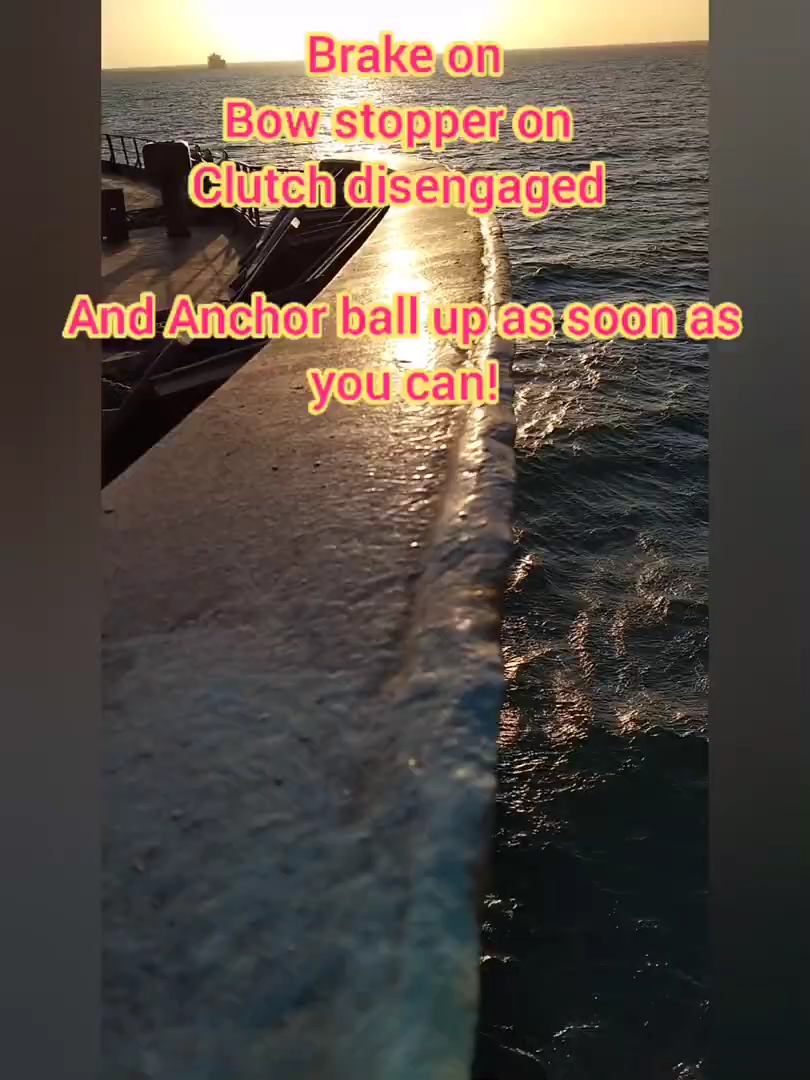 Brake on
Bow stopper on
Clutch disengaged
And Anchor ball up as soon as
you can!